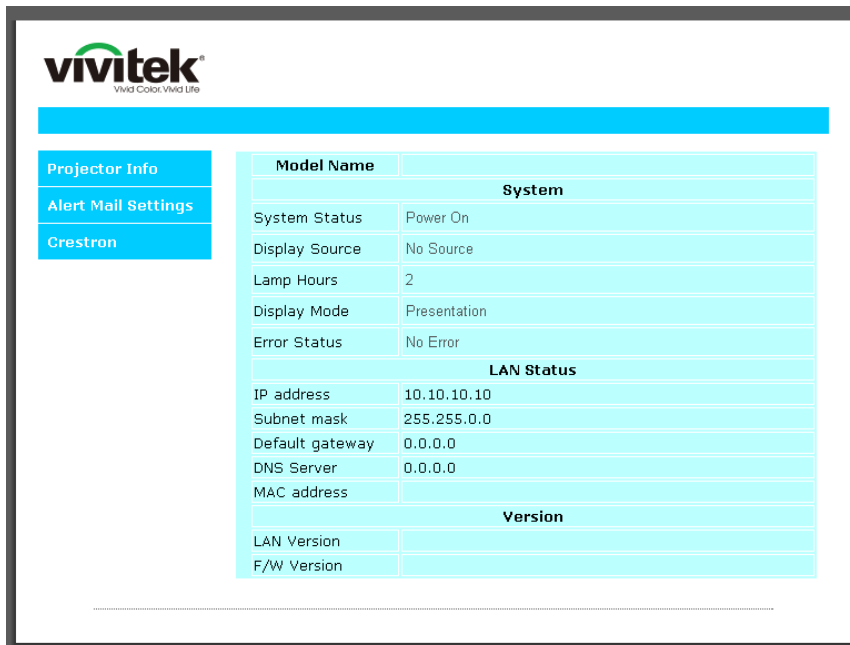 vivitek®
Vivid Color. Vivid Life
Projector Info
Alert Mail Settings
Crestron
Model Name
System
System Status Power On
Display Source No Source
Lamp Hours 2
Display Mode Presentation
Error Status No Error
LAN Status
IP address 10.10.10.10
Subnet mask 255.255.0.0
Default gateway 0.0.0.0
DNS Server 0.0.0.0
MAC address
Version
LAN Version
F/W Version